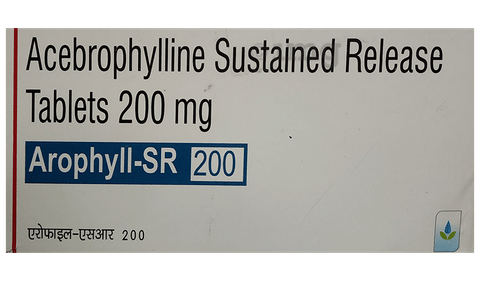 Acebrophylline Sustained Release
Tablets 200 mg
Arophyll-SR 200
एरोफाइल-एसआर 200